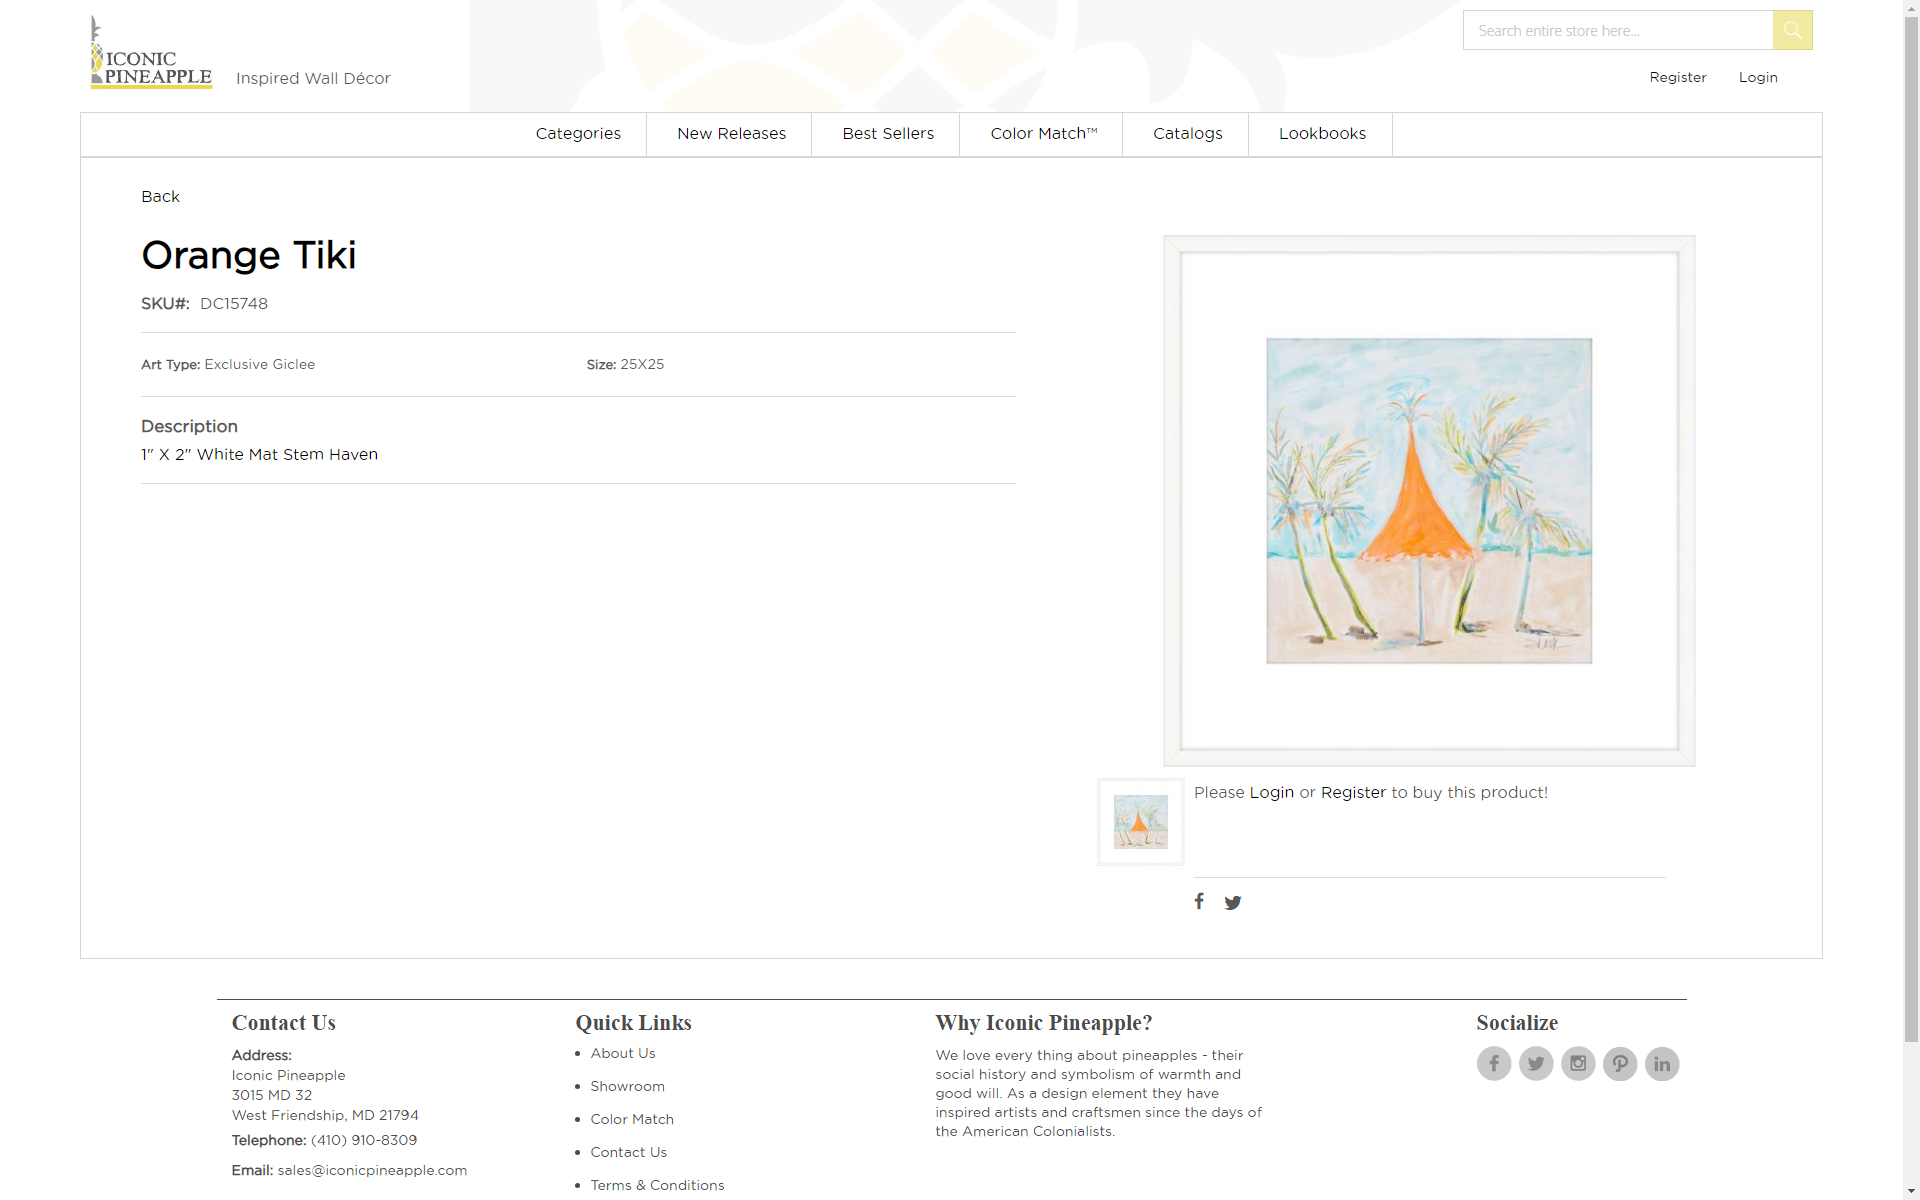 ICONIC
PINEAPPLE
Inspired Wall Décor
Search entire store here...
Register
Login
Categories
New Releases
Best Sellers
Color Match™
Catalogs
Lookbooks
Back
Orange Tiki
SKU#: DC15748
Art Type: Exclusive Giclee
Size: 25X25
Description
1" X 2" White Mat Stem Haven
Please Login or Register to buy this product!
Contact Us
Address:
Iconic Pineapple
3015 MD 32
West Friendship, MD 21794
Telephone: (410) 910-8309
Email: sales@iconicpineapple.com
Quick Links
About Us
Showroom
Color Match
Contact Us
Terms & Conditions
Why Iconic Pineapple?
We love every thing about pineapples - their
social history and symbolism of warmth and
good will. As a design element they have
inspired artists and craftsmen since the days of
the American Colonialists.
Socialize